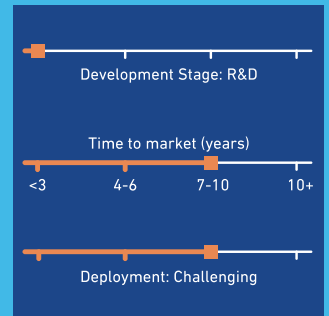 Development Stage: R&D
Time to market (years)
<3 4-6 7-10 10+
Deployment: Challenging